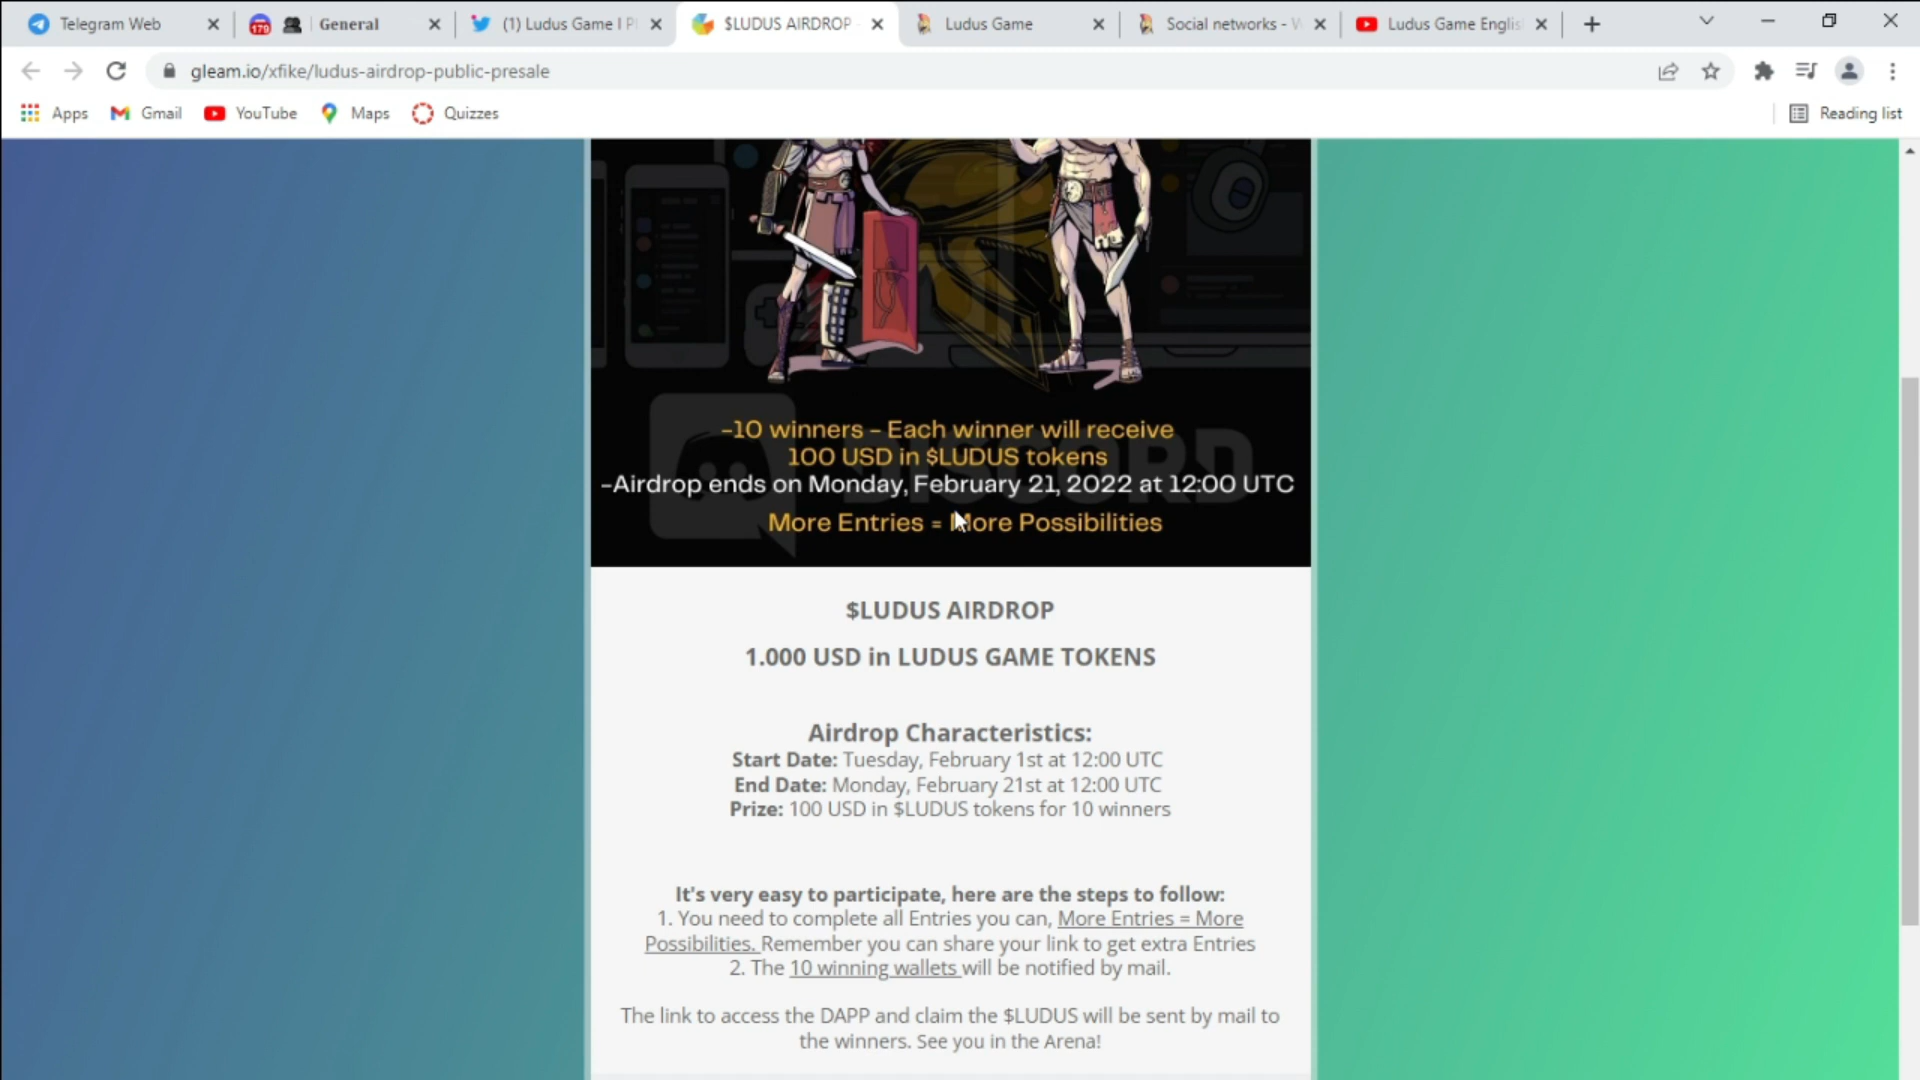 Telegram Web
179
General
(1) Ludus Game I Pl
$LUDUS AIRDROP -
Ludus Game
Social networks - W
Ludus Game Englis
gleam.io/xfike/ludus-airdrop-public-presale
Apps
Gmail
YouTube
Maps
Quizzes
Reading list
DISCORD
-10 winners - Each winner will receive
100 USD in $LUDUS tokens
-Airdrop ends on Monday, February 21, 2022 at 12:00 UTC
More Entries = More Possibilities
$LUDUS AIRDROP
1.000 USD in LUDUS GAME TOKENS
Airdrop Characteristics:
Start Date: Tuesday, February 1st at 12:00 UTC
End Date: Monday, February 21st at 12:00 UTC
Prize: 100 USD in $LUDUS tokens for 10 winners
It's very easy to participate, here are the steps to follow:
1. You need to complete all Entries you can, More Entries = More
Possibilities. Remember you can share your link to get extra Entries
2. The 10 winning wallets will be notified by mail.
The link to access the DAPP and claim the $LUDUS will be sent by mail to
the winners. See you in the Arena!